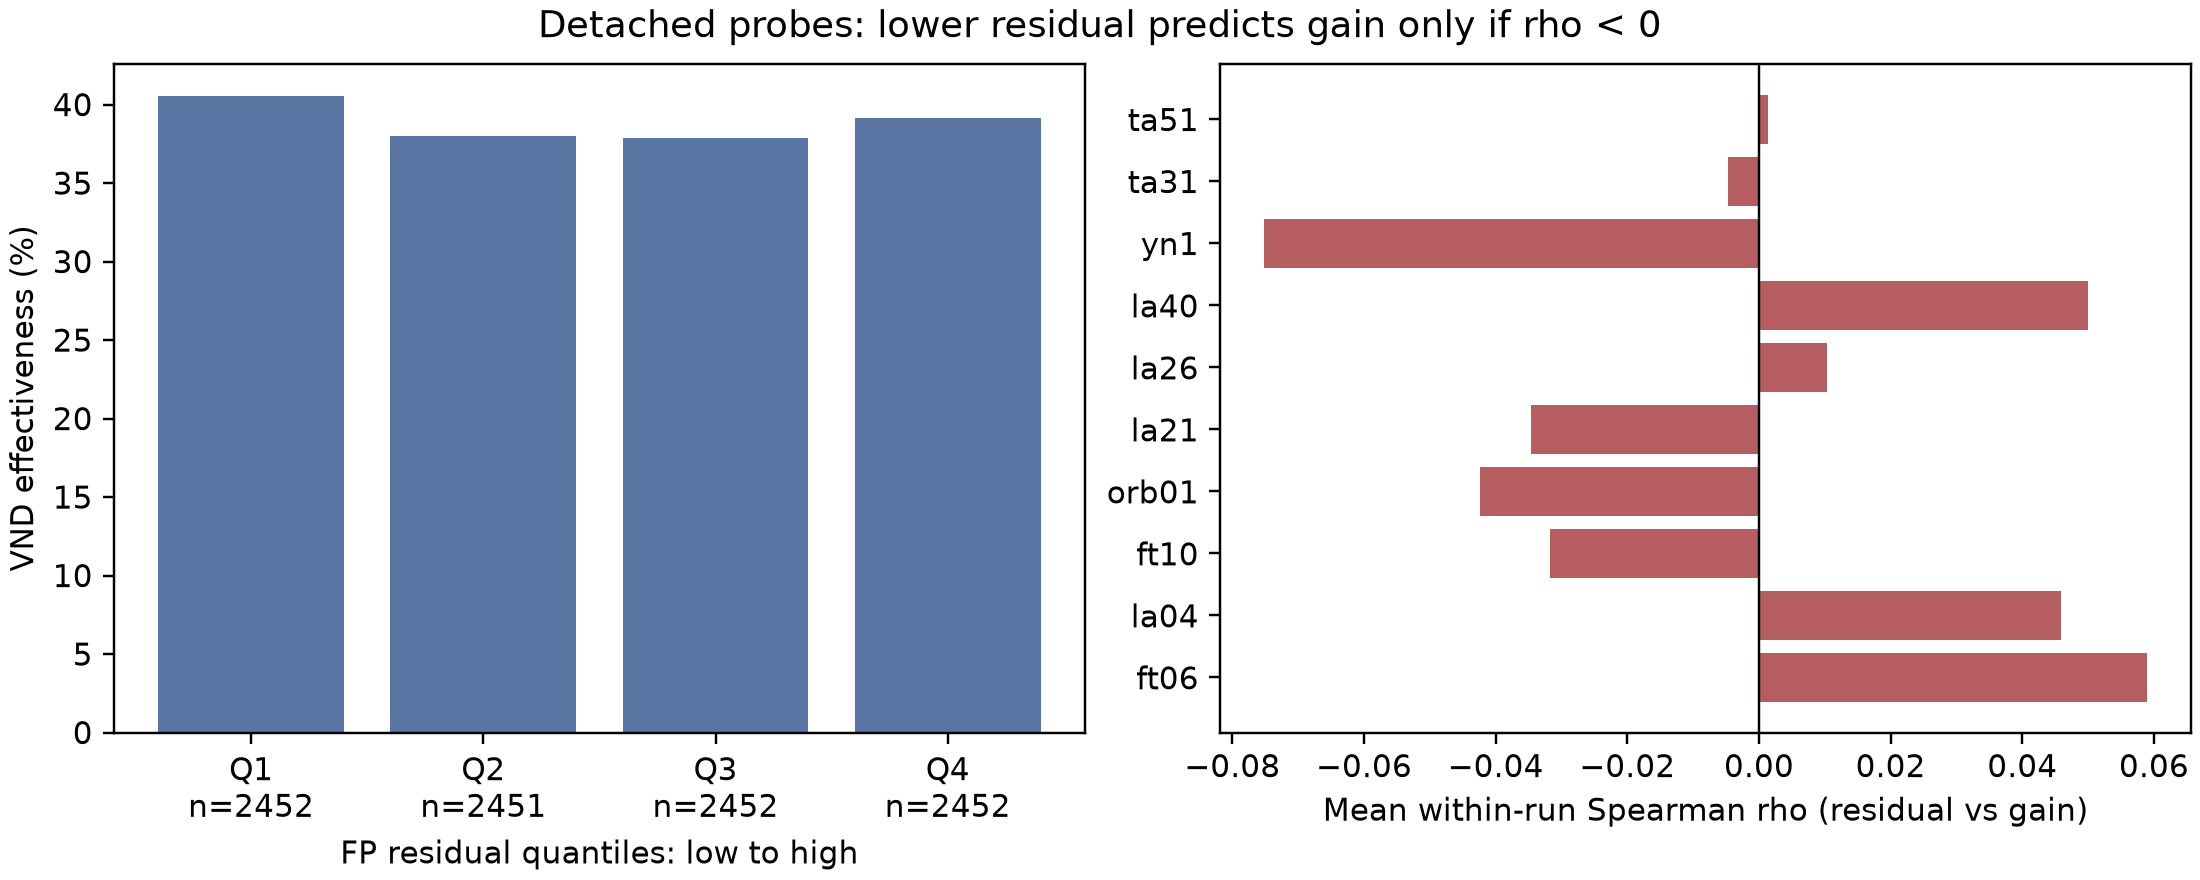 Detached probes: lower residual predicts gain only if rho < 0
VND effectiveness (%)
40
35
30
25
20
15
10
5
0
Q1
n=2452
Q2
n=2451
Q3
n=2452
Q4
n=2452
FP residual quantiles: low to high
ta51
ta31
yn1
la40
la26
la21
orb01
ft10
la04
ft06
−0.08
−0.06
−0.04
−0.02
0.00
0.02
0.04
0.06
Mean within-run Spearman rho (residual vs gain)